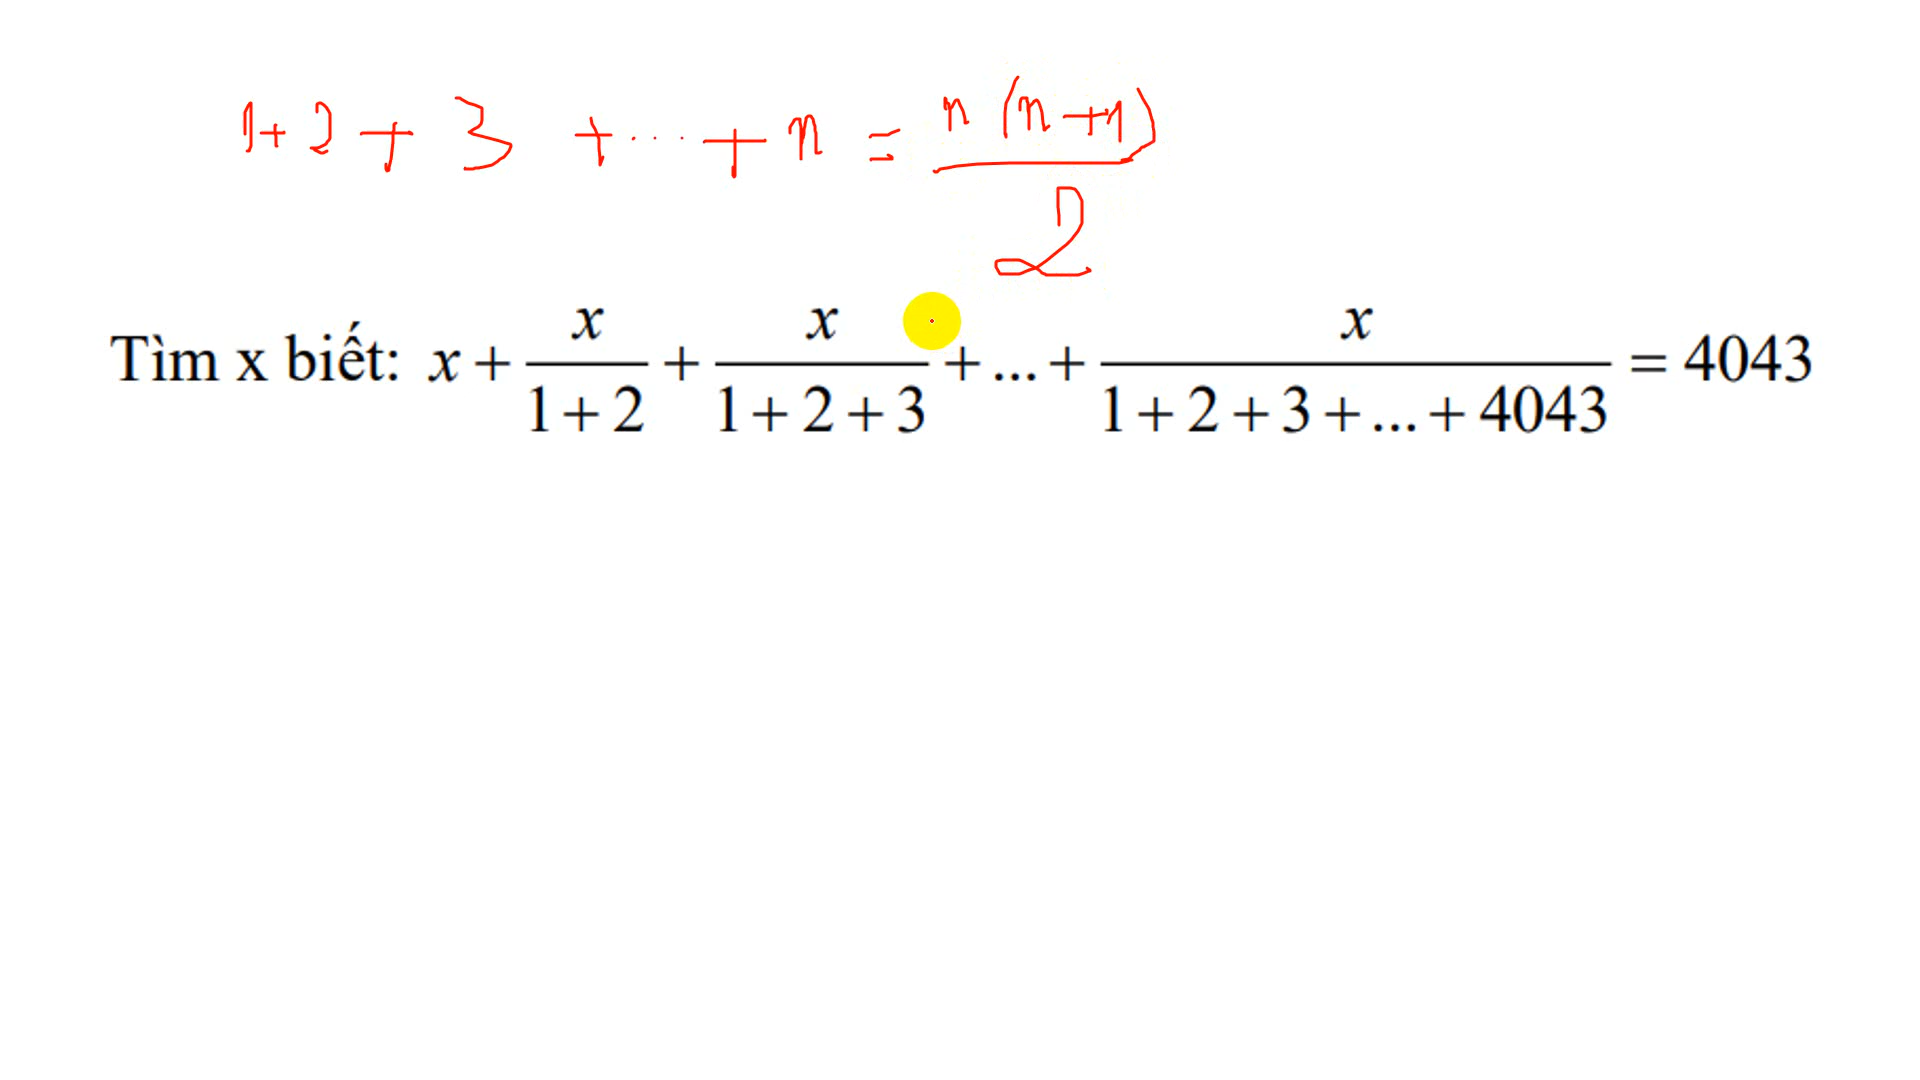 1+2+3+...+n = n(n+1)/2
Tìm x biết: x + x/(1+2) + x/(1+2+3) +...+ x/(1+2+3+...+4043) = 4043